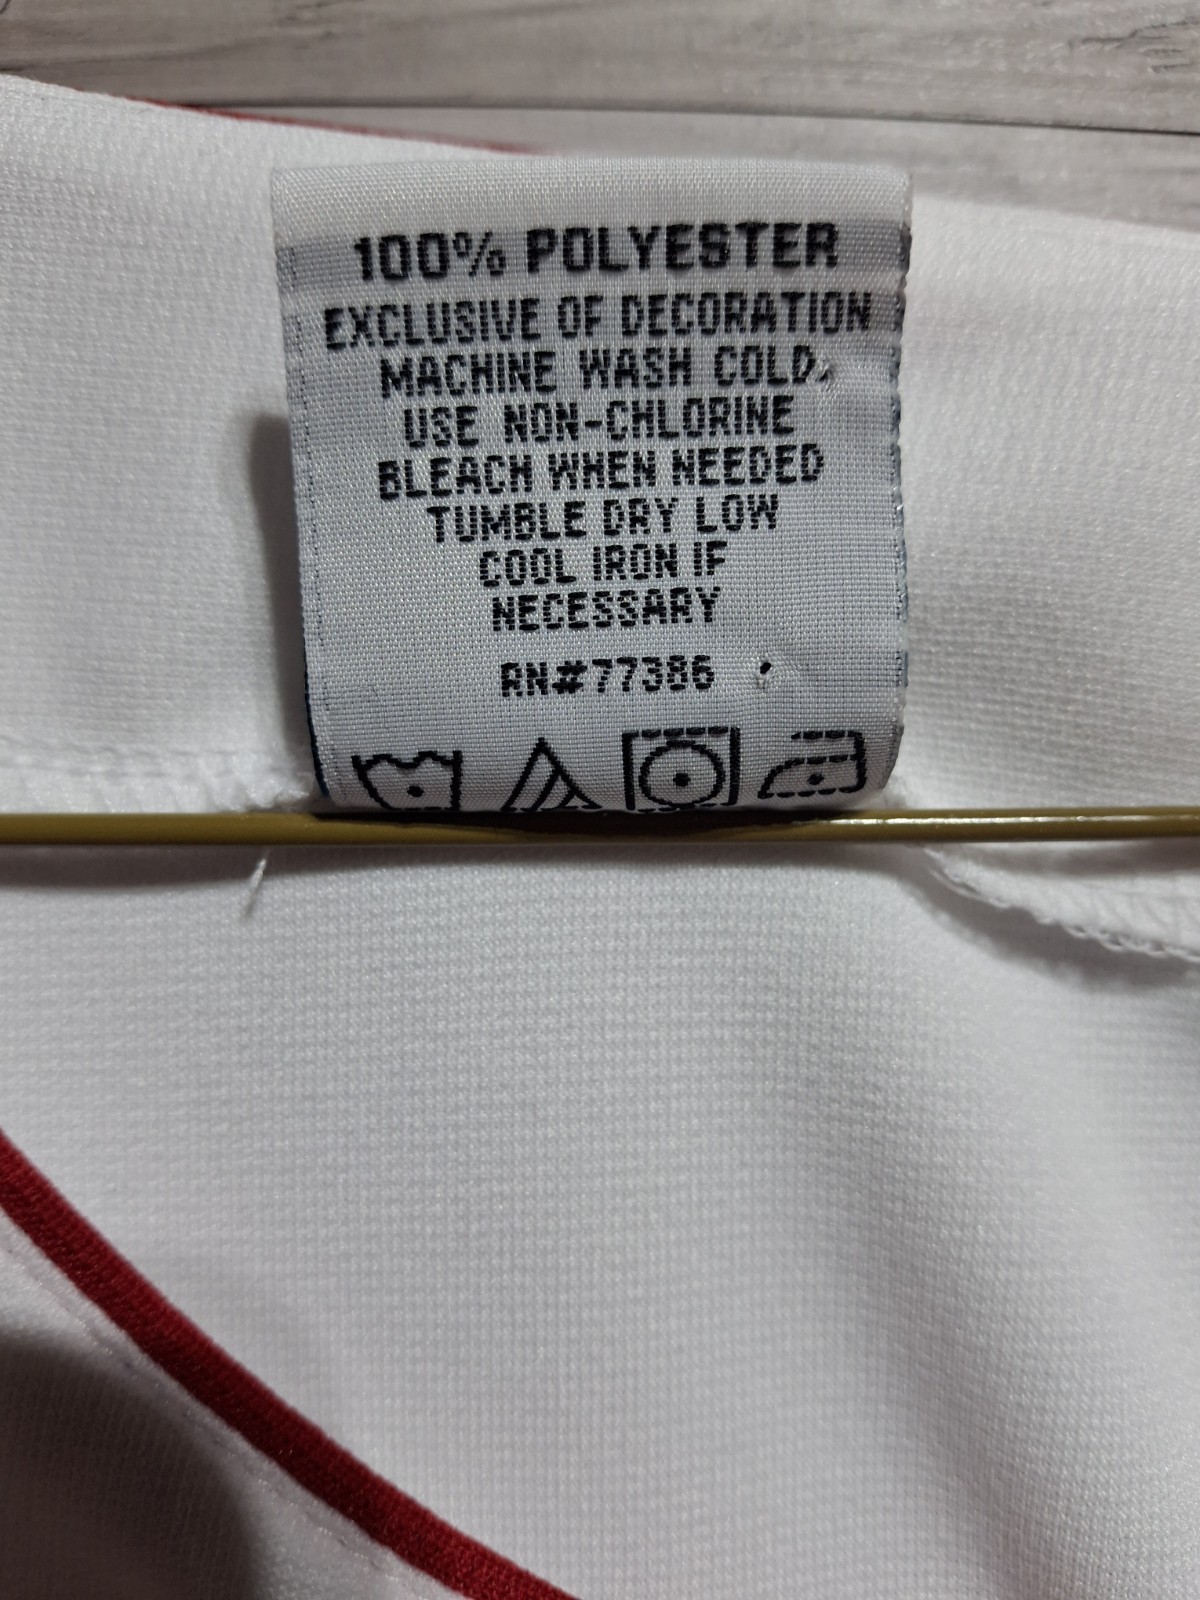 100% POLYESTER
EXCLUSIVE OF DECORATION
MACHINE WASH COLD.
USE NON-CHLORINE
BLEACH WHEN NEEDED
TUMBLE DRY LOW
COOL IRON IF
NECESSARY
RN#77386